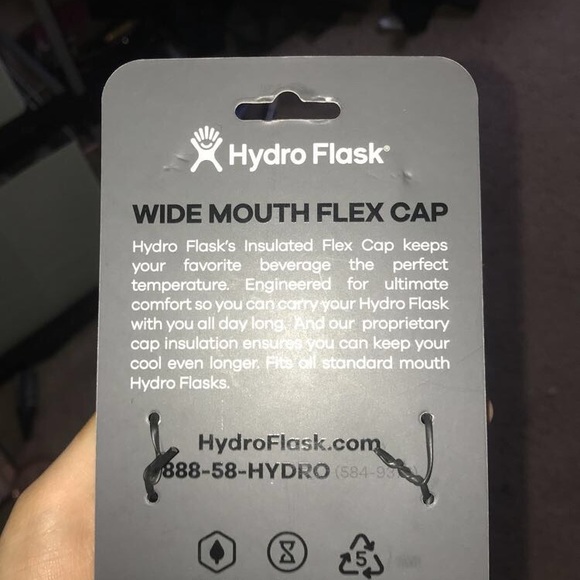 Hydro Flask®
WIDE MOUTH FLEX CAP
Hydro Flask's Insulated Flex Cap keeps
your favorite beverage the perfect
temperature. Engineered for ultimate
comfort so you can carry your Hydro Flask
with you all day long. And our proprietary
cap insulation ensures you can keep your
cool even longer. Fits all standard mouth
Hydro Flasks.
HydroFlask.com
888-58-HYDRO
5